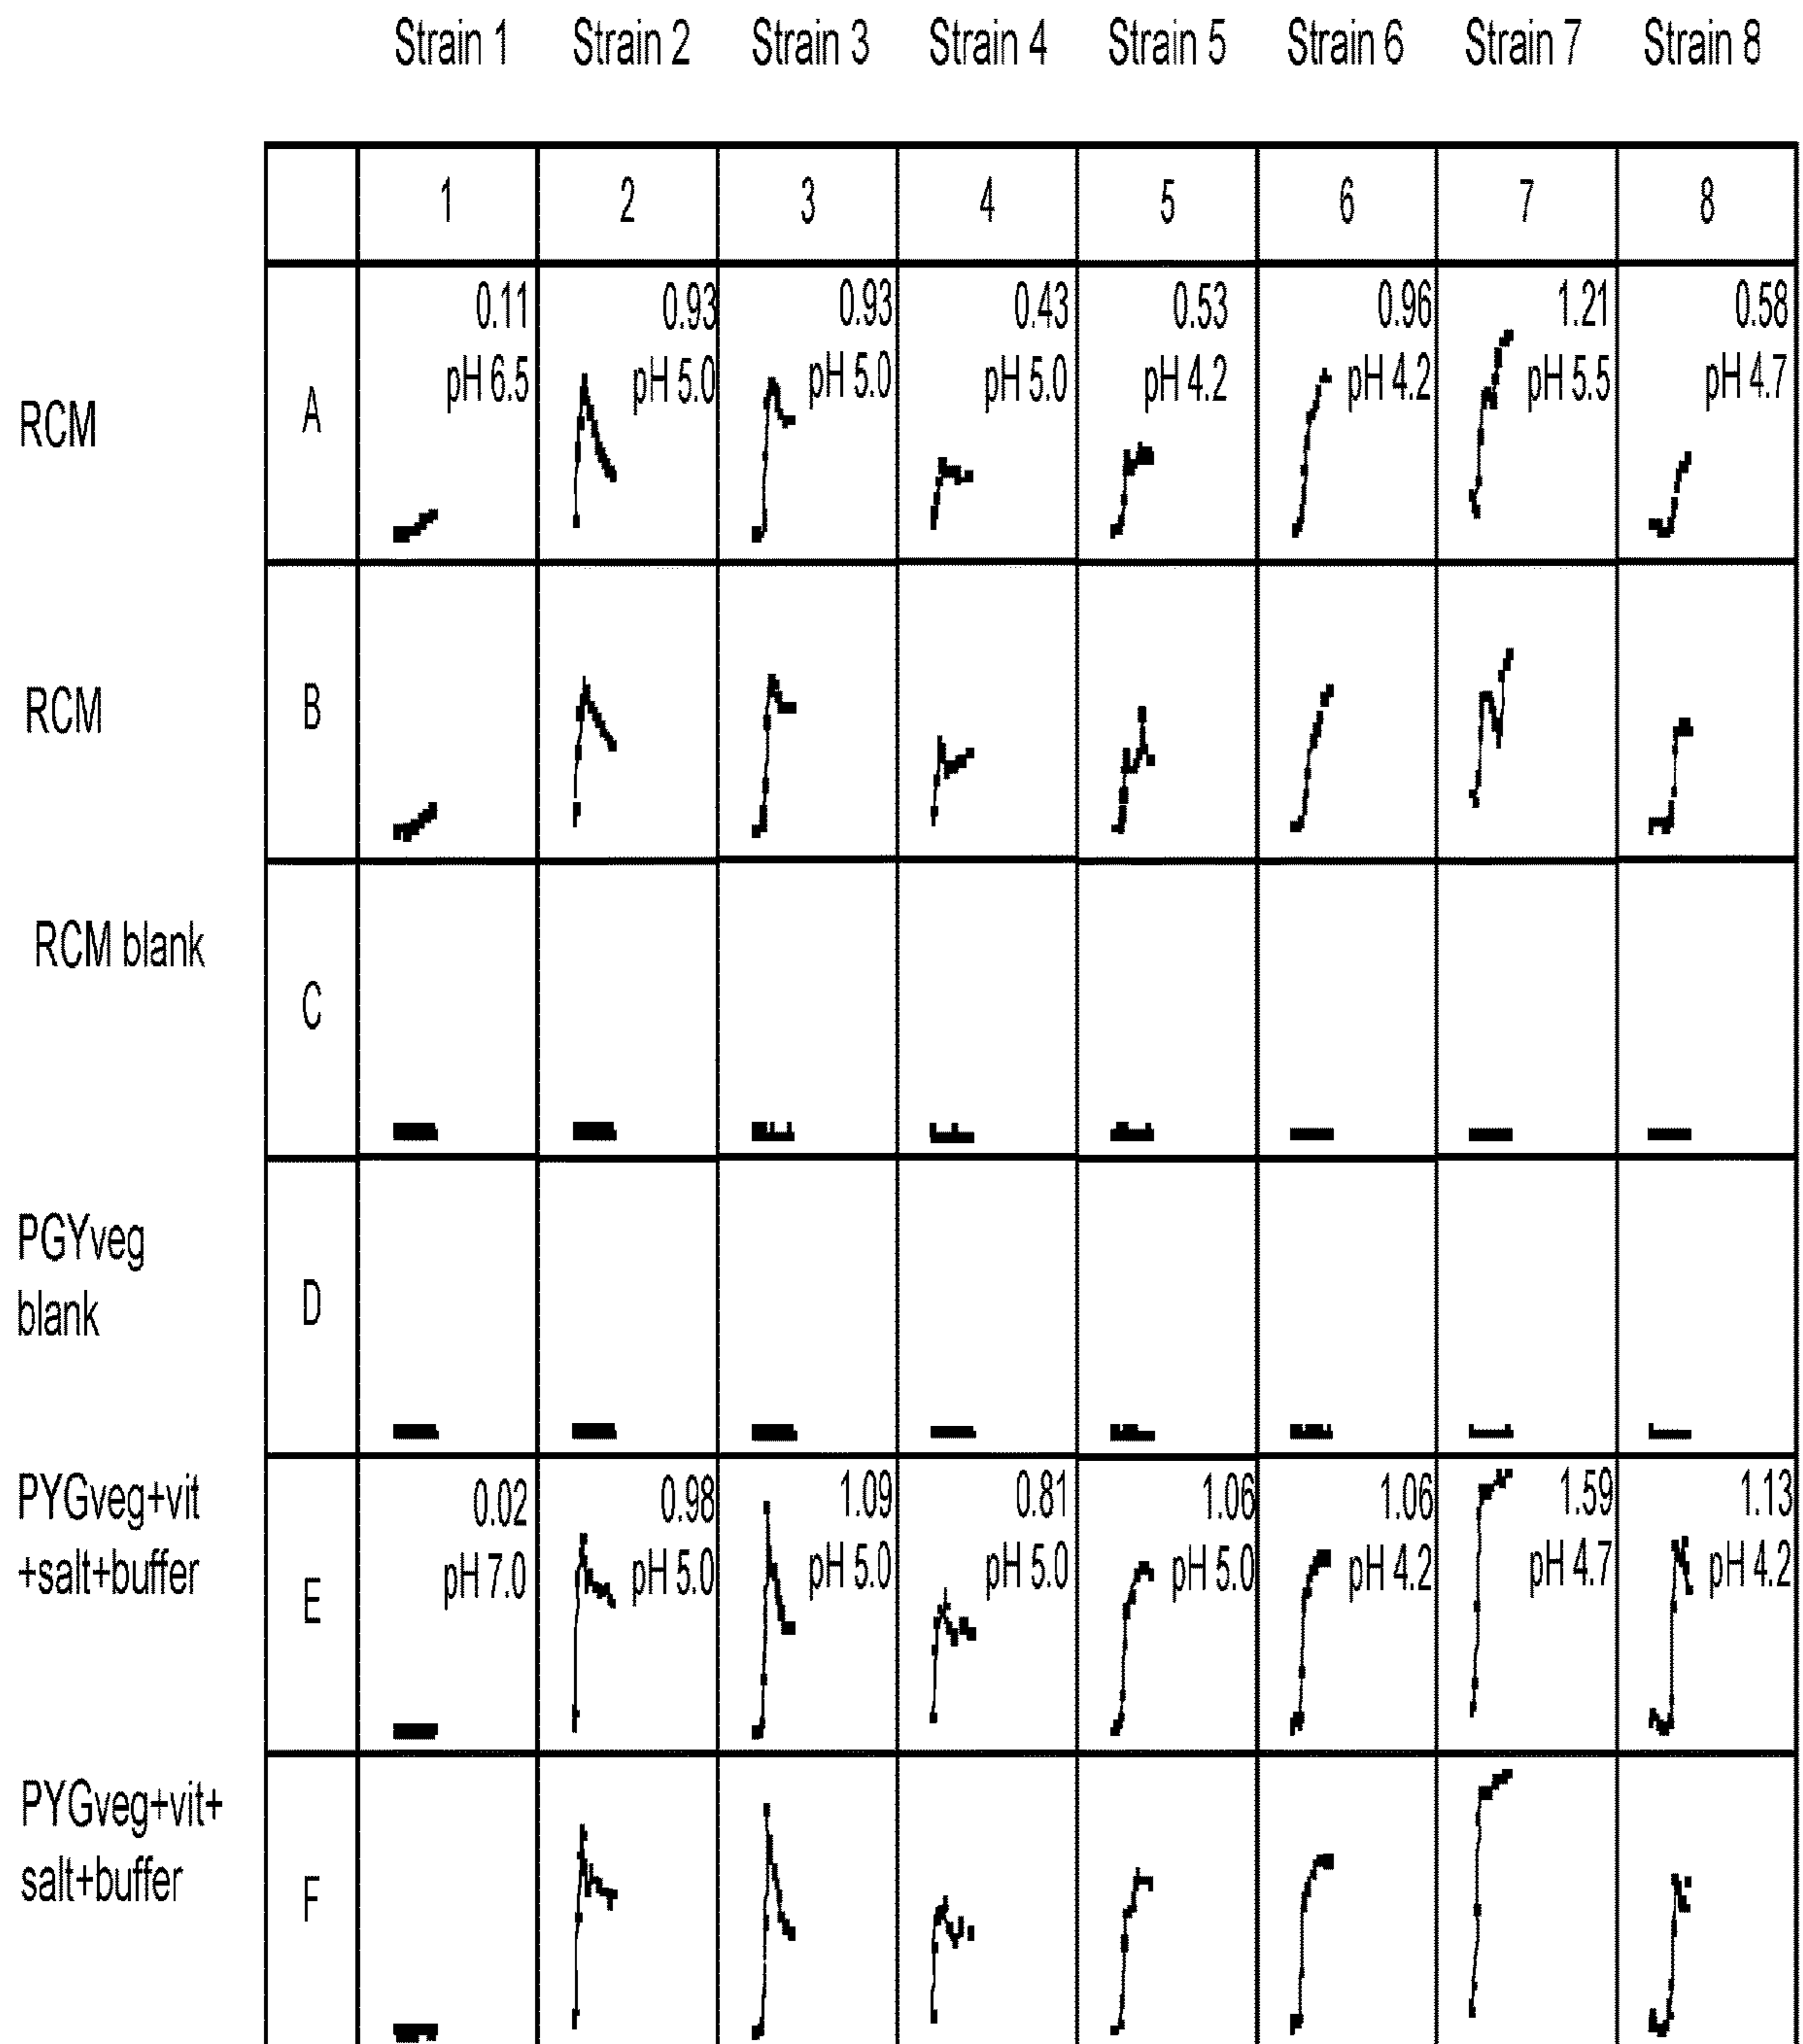 Strain 1 Strain 2 Strain 3 Strain 4 Strain 5 Strain 6 Strain 7 Strain 8
1 2 3 4 5 6 7 8
RCM A
0.11 0.93 0.93 0.43 0.53 0.96 1.21 0.58
pH 6.5 pH 5.0 pH 5.0 pH 5.0 pH 4.2 pH 4.2 pH 5.5 pH 4.7
RCM B
RCM blank
C
PGYveg
blank
D
PYGveg+vit
+salt+buffer
E
0.02 0.98 1.09 0.81 1.06 1.06 1.59 1.13
pH 7.0 pH 5.0 pH 5.0 pH 5.0 pH 5.0 pH 4.2 pH 4.7 pH 4.2
PYGveg+vit+
salt+buffer
F